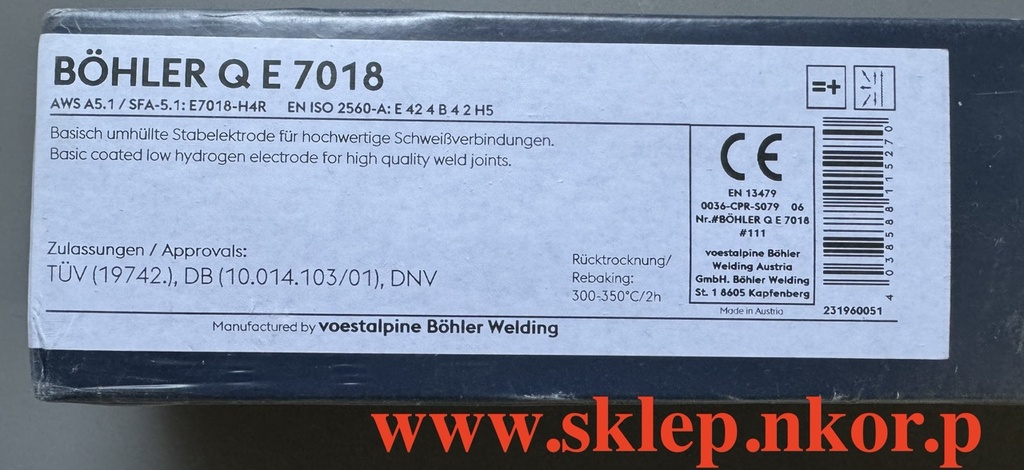 BÖHLER Q E 7018
AWS A5.1 / SFA-5.1: E7018-H4R EN ISO 2560-A: E 42 4 B 4 2 H5
Basisch umhüllte Stabelektrode für hochwertige Schweißverbindungen.
Basic coated low hydrogen electrode for high quality weld joints.
=+
CE
EN 13479
0036-CPR-S079 06
Nr.#BÖHLER Q E 7018
#111
voestalpine Böhler
Welding Austria
GmbH. Böhler Welding
St. 1 8605 Kapfenberg
Made in Austria
4 038588 115270
231960051
Zulassungen / Approvals:
TÜV (19742.), DB (10.014.103/01), DNV
Rücktrocknung/
Rebaking:
300-350°C/2h
Manufactured by voestalpine Böhler Welding
www.sklep.nkor.p